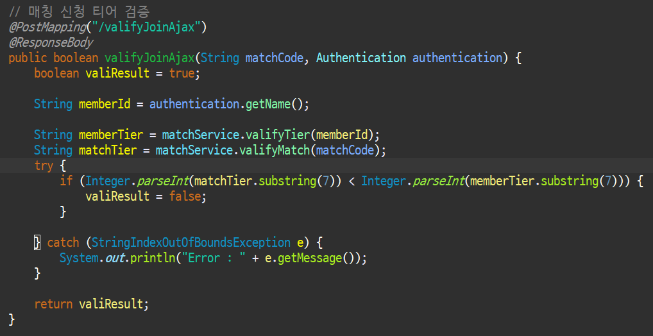 // 매칭 신청 티어 검증
@PostMapping("/valifyJoinAjax")
@ResponseBody
public boolean valifyJoinAjax(String matchCode, Authentication authentication) {
    boolean valiResult = true;

    String memberId = authentication.getName();

    String memberTier = matchService.valifyTier(memberId);
    String matchTier = matchService.valifyMatch(matchCode);
    try {
        if (Integer.parseInt(matchTier.substring(7)) < Integer.parseInt(memberTier.substring(7))) {
            valiResult = false;
        }

    } catch (StringIndexOutOfBoundsException e) {
        System.out.println("Error : " + e.getMessage());
    }

    return valiResult;
}